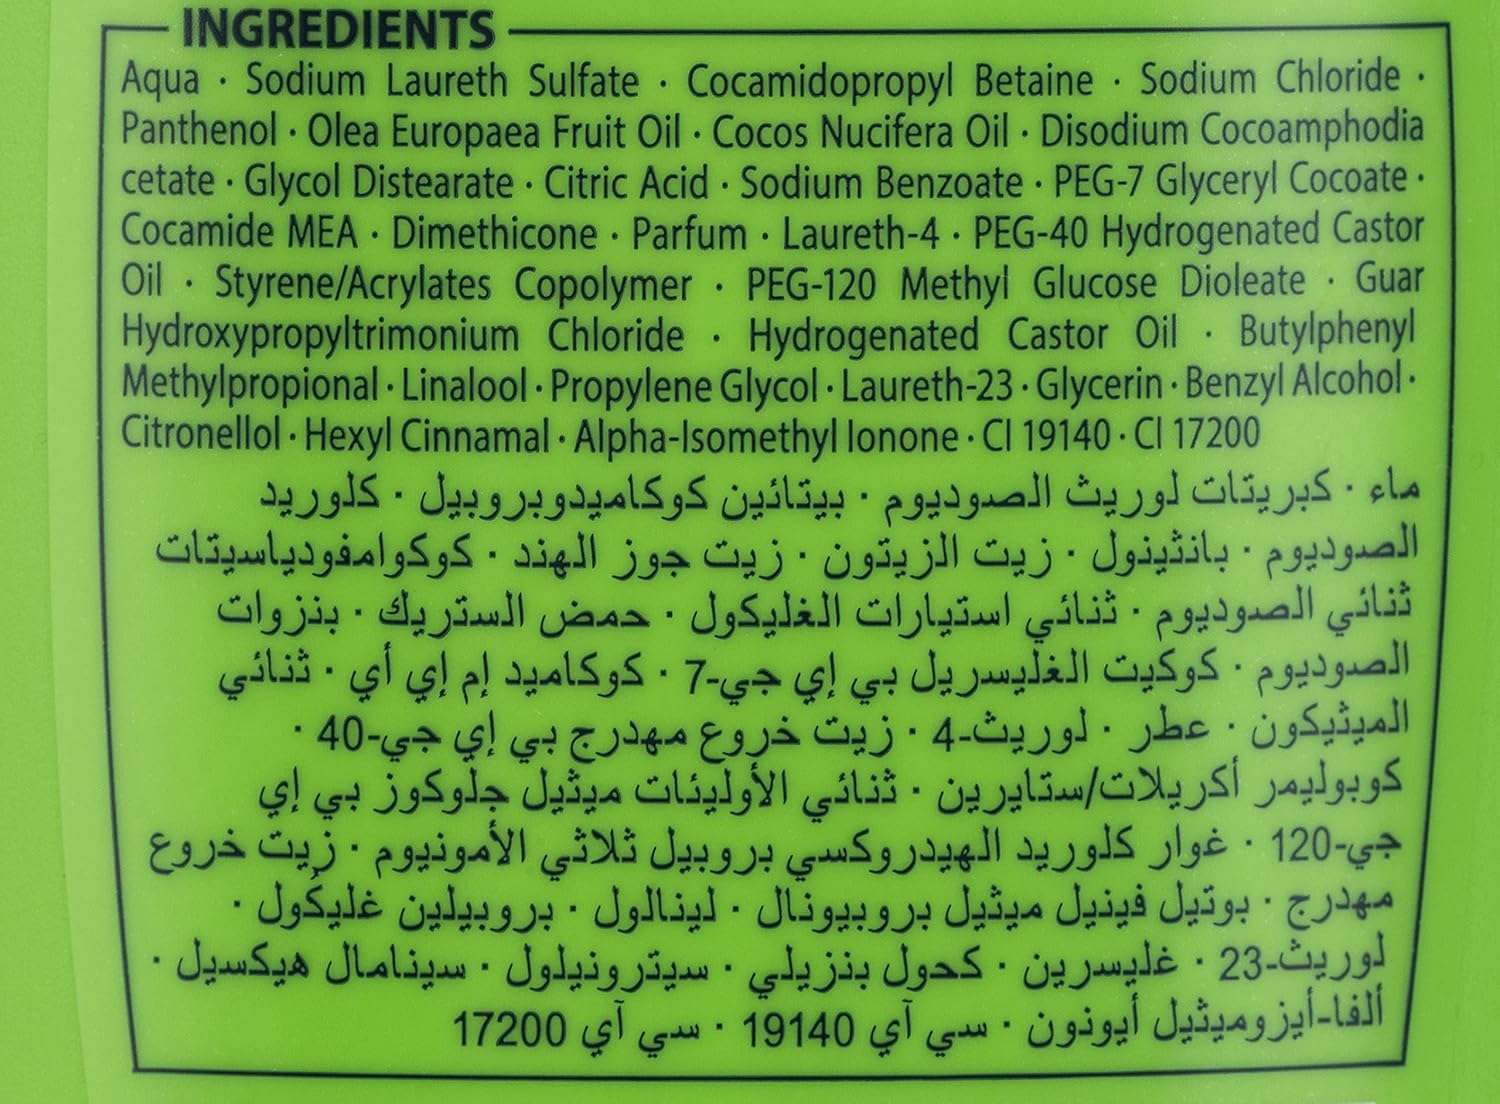 INGREDIENTS
Aqua · Sodium Laureth Sulfate · Cocamidopropyl Betaine · Sodium Chloride ·
Panthenol · Olea Europaea Fruit Oil · Cocos Nucifera Oil · Disodium Cocoamphodia
cetate · Glycol Distearate · Citric Acid · Sodium Benzoate · PEG-7 Glyceryl Cocoate ·
Cocamide MEA · Dimethicone · Parfum · Laureth-4 · PEG-40 Hydrogenated Castor
Oil · Styrene/Acrylates Copolymer · PEG-120 Methyl Glucose Dioleate · Guar
Hydroxypropyltrimonium Chloride · Hydrogenated Castor Oil · Butylphenyl
Methylpropional · Linalool · Propylene Glycol · Laureth-23 · Glycerin · Benzyl Alcohol ·
Citronellol · Hexyl Cinnamal · Alpha-Isomethyl Ionone · CI 19140 · CI 17200
ماء · كبريتات لوريث الصوديوم · بيتائين كوكاميدوبروبيل · كلوريد
الصوديوم · بانثينول · زيت الزيتون · زيت جوز الهند · كوكوامفودياسيتات
ثنائي الصوديوم · ثنائي استيارات الغليكول · حمض الستريك · بنزوات
الصوديوم · كوكيت الغليسريل بي إي جي-7 · كوكاميد إم إي أي · ثنائي
الميثيكون · عطر · لوريث-4 · زيت خروع مهدرج بي إي جي-40 ·
كوبوليمر أكريلات/ستايرين · ثنائي الأوليئات ميثيل جلوكوز بي إي
جي-120 · غوار كلوريد الهيدروكسي بروبيل ثلاثي الأمونيوم · زيت خروع
مهدرج · بوتيل فينيل ميثيل بروبيونال · لينالول · بروبيلين غليكول ·
لوريث-23 · غليسرين · كحول بنزيلي · سيترونيلول · سينامال هيكسيل ·
ألفا-أيزوميثيل أيونون · سي آي 19140 · سي آي 17200